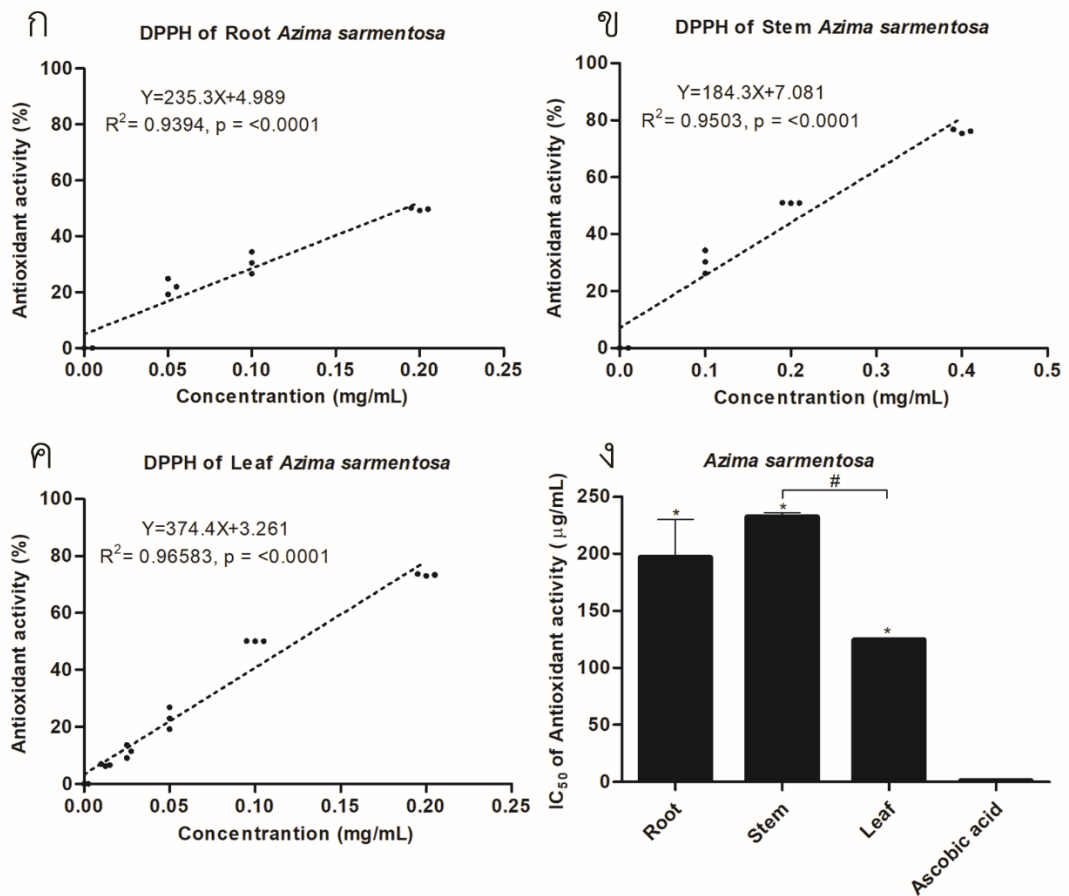 ก
DPPH of Root Azima sarmentosa
Y=235.3X+4.989
R²= 0.9394, p = <0.0001
Antioxidant activity (%)
100
80
60
40
20
0
0.00 0.05 0.10 0.15 0.20 0.25
Concentrantion (mg/mL)
ข
DPPH of Stem Azima sarmentosa
Y=184.3X+7.081
R²= 0.9503, p = <0.0001
Antioxidant activity (%)
100
80
60
40
20
0
0.0 0.1 0.2 0.3 0.4 0.5
Concentrantion (mg/mL)
ค
DPPH of Leaf Azima sarmentosa
Y=374.4X+3.261
R²= 0.96583, p = <0.0001
Antioxidant activity (%)
100
80
60
40
20
0
0.00 0.05 0.10 0.15 0.20 0.25
Concentrantion (mg/mL)
ง
Azima sarmentosa
#
* * *
IC₅₀ of Antioxidant activity (μg/mL)
250
200
150
100
50
0
Root Stem Leaf Ascobic acid